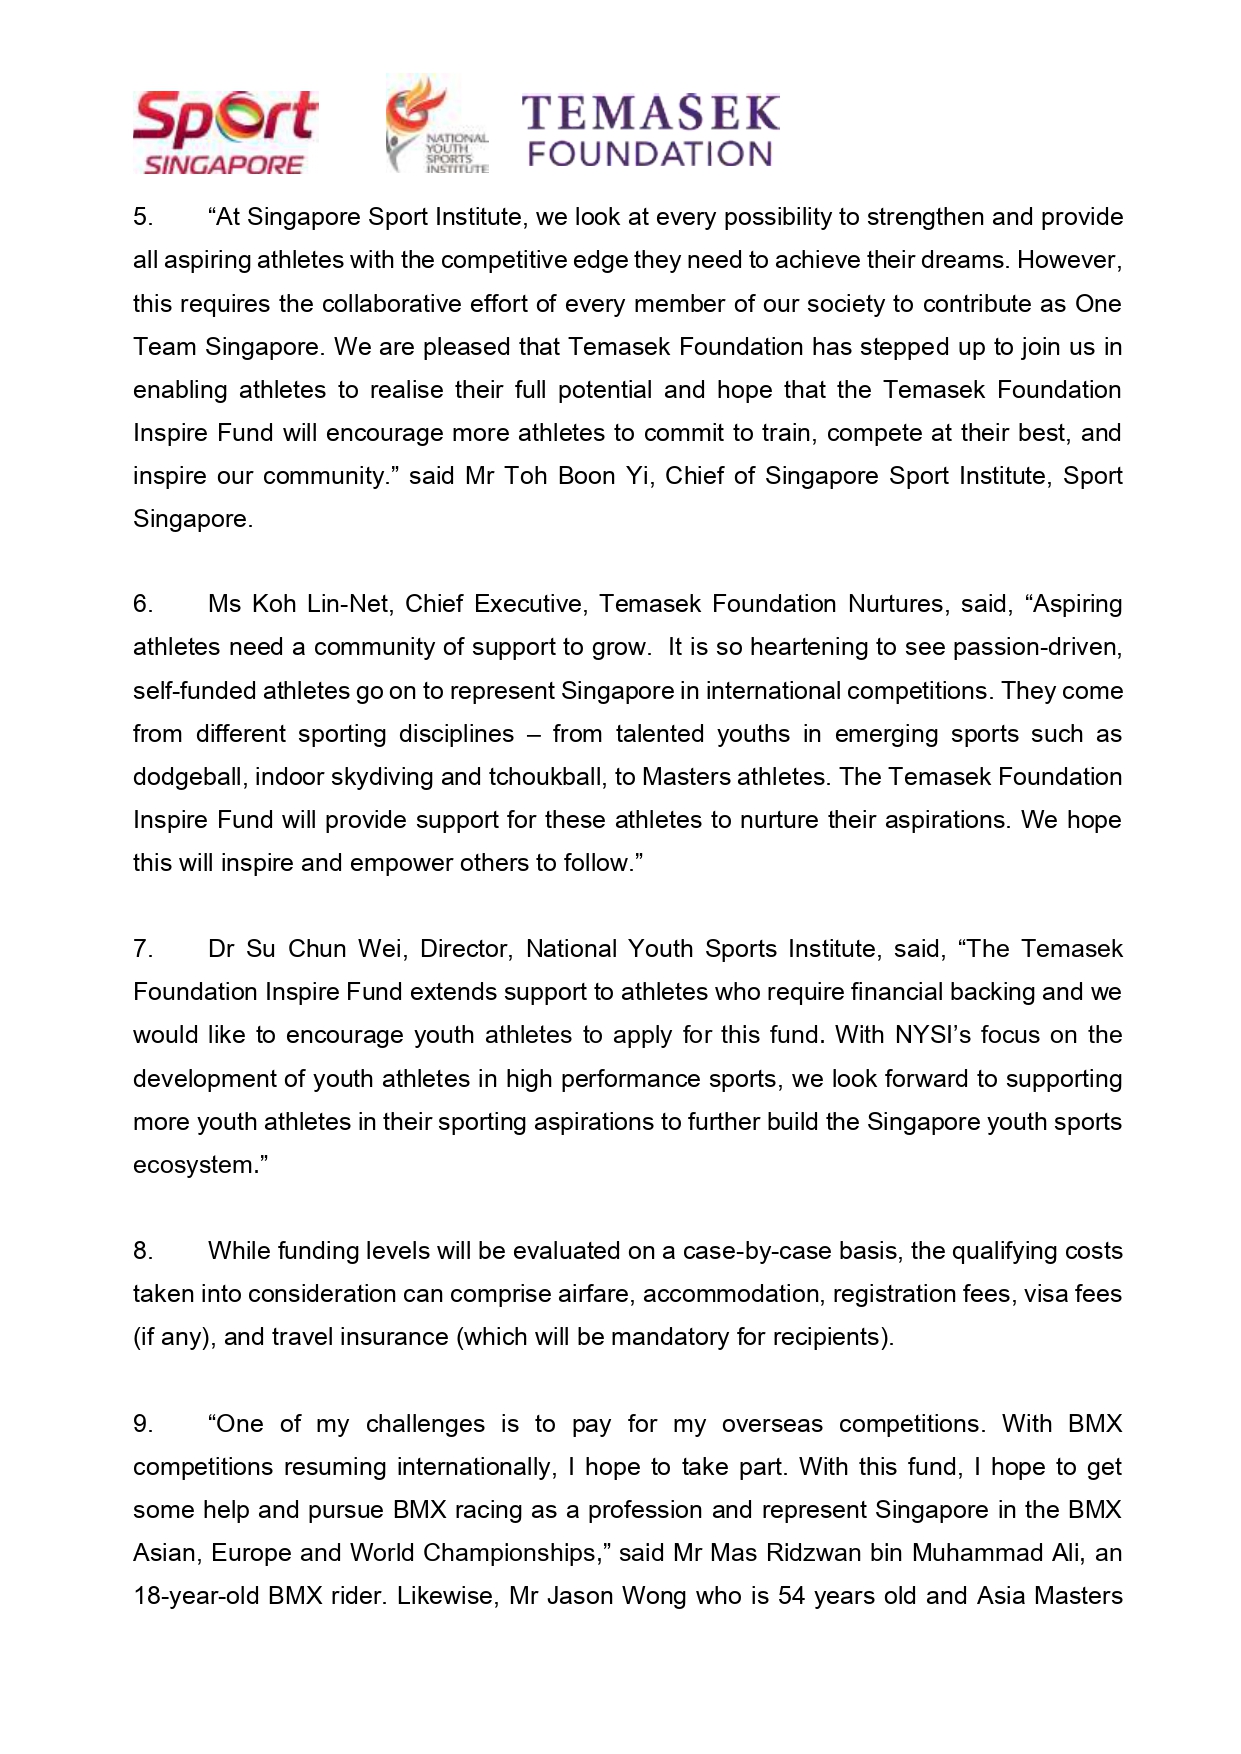 Sport
SINGAPORE
NATIONAL
YOUTH
SPORTS
INSTITUTE
TEMASEK
FOUNDATION
5. “At Singapore Sport Institute, we look at every possibility to strengthen and provide
all aspiring athletes with the competitive edge they need to achieve their dreams. However,
this requires the collaborative effort of every member of our society to contribute as One
Team Singapore. We are pleased that Temasek Foundation has stepped up to join us in
enabling athletes to realise their full potential and hope that the Temasek Foundation
Inspire Fund will encourage more athletes to commit to train, compete at their best, and
inspire our community.” said Mr Toh Boon Yi, Chief of Singapore Sport Institute, Sport
Singapore.
6. Ms Koh Lin-Net, Chief Executive, Temasek Foundation Nurtures, said, “Aspiring
athletes need a community of support to grow.  It is so heartening to see passion-driven,
self-funded athletes go on to represent Singapore in international competitions. They come
from different sporting disciplines – from talented youths in emerging sports such as
dodgeball, indoor skydiving and tchoukball, to Masters athletes. The Temasek Foundation
Inspire Fund will provide support for these athletes to nurture their aspirations. We hope
this will inspire and empower others to follow.”
7. Dr Su Chun Wei, Director, National Youth Sports Institute, said, “The Temasek
Foundation Inspire Fund extends support to athletes who require financial backing and we
would like to encourage youth athletes to apply for this fund. With NYSI’s focus on the
development of youth athletes in high performance sports, we look forward to supporting
more youth athletes in their sporting aspirations to further build the Singapore youth sports
ecosystem.”
8. While funding levels will be evaluated on a case-by-case basis, the qualifying costs
taken into consideration can comprise airfare, accommodation, registration fees, visa fees
(if any), and travel insurance (which will be mandatory for recipients).
9. “One of my challenges is to pay for my overseas competitions. With BMX
competitions resuming internationally, I hope to take part. With this fund, I hope to get
some help and pursue BMX racing as a profession and represent Singapore in the BMX
Asian, Europe and World Championships,” said Mr Mas Ridzwan bin Muhammad Ali, an
18-year-old BMX rider. Likewise, Mr Jason Wong who is 54 years old and Asia Masters